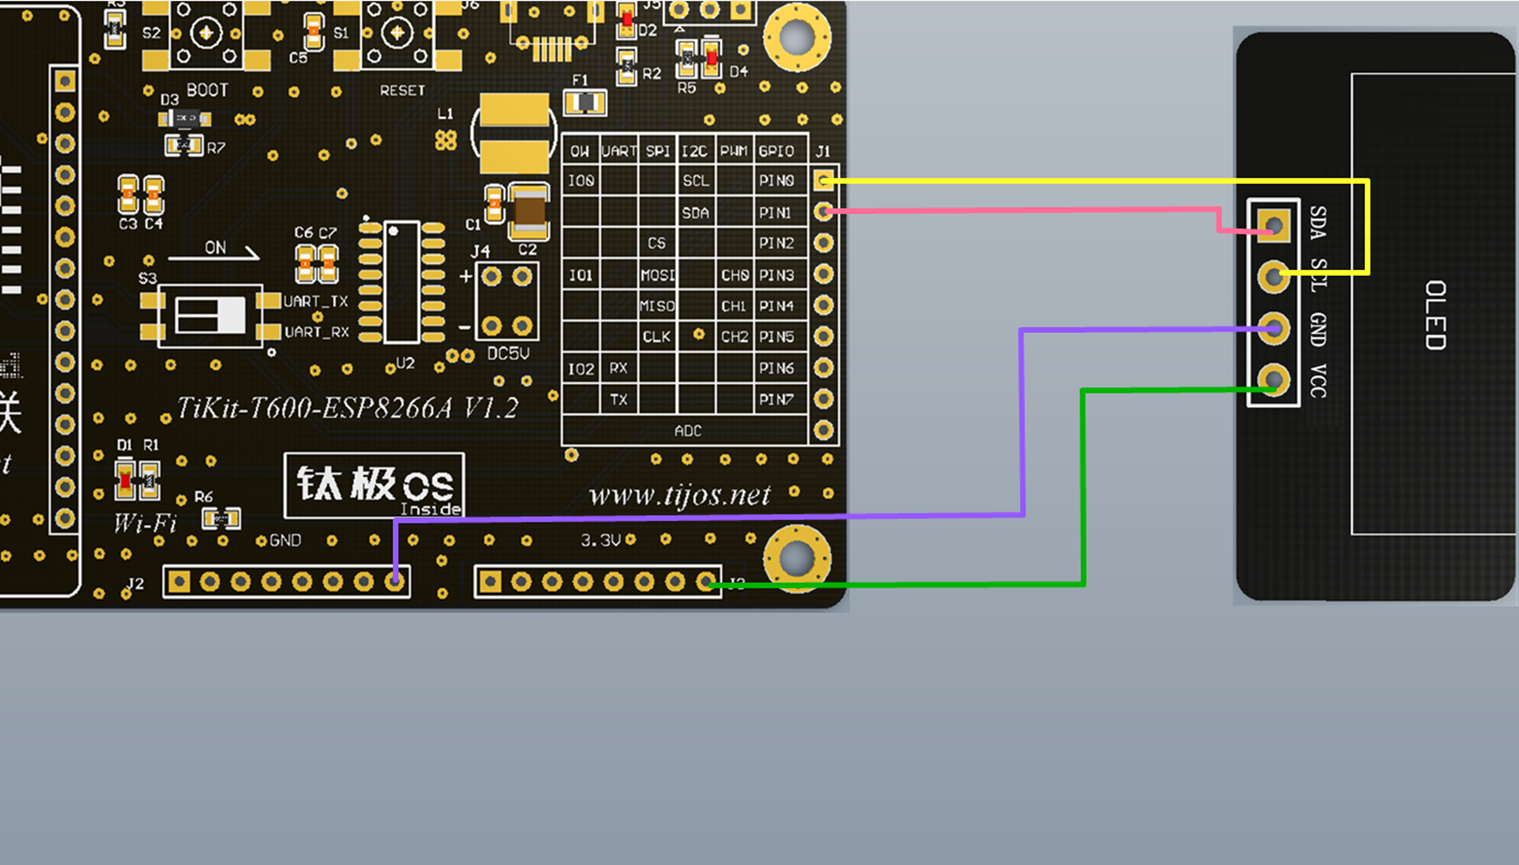 R3
S2
C5
S1
J6
D2
J5
R2
R5
D4
BOOT
RESET
F1
D3
R7
L1
OW UART SPI I2C PWM GPIO J1
IO0 SCL PIN0
SDA PIN1
CS PIN2
IO1 MOSI CH0 PIN3
MISO CH1 PIN4
CLK CH2 PIN5
IO2 RX PIN6
TX PIN7
ADC
C3 C4
C1
C2
ON
C6 C7
J4
+
-
DC5V
S3
UART_TX
UART_RX
U2
TiKit-T600-ESP8266A V1.2
联
D1 R1
R6
Wi-Fi
钛极OS
Inside
www.tijos.net
GND
3.3V
J2
SDA
SCL
GND
VCC
OLED